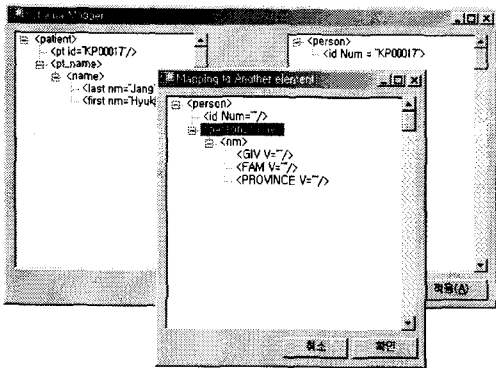 <patient>
<pt id="KP00017"/>
<pt_name>
<name>
<last nm="Jang"
<first nm="Hyuk
<person>
<id Num = "KP00017">
적용(A)
Mapping to Another element
<person>
<id Num=""/>
<nm>
<GIV V=""/>
<FAM V=""/>
<PROVINCE V=""/>
취소
확인